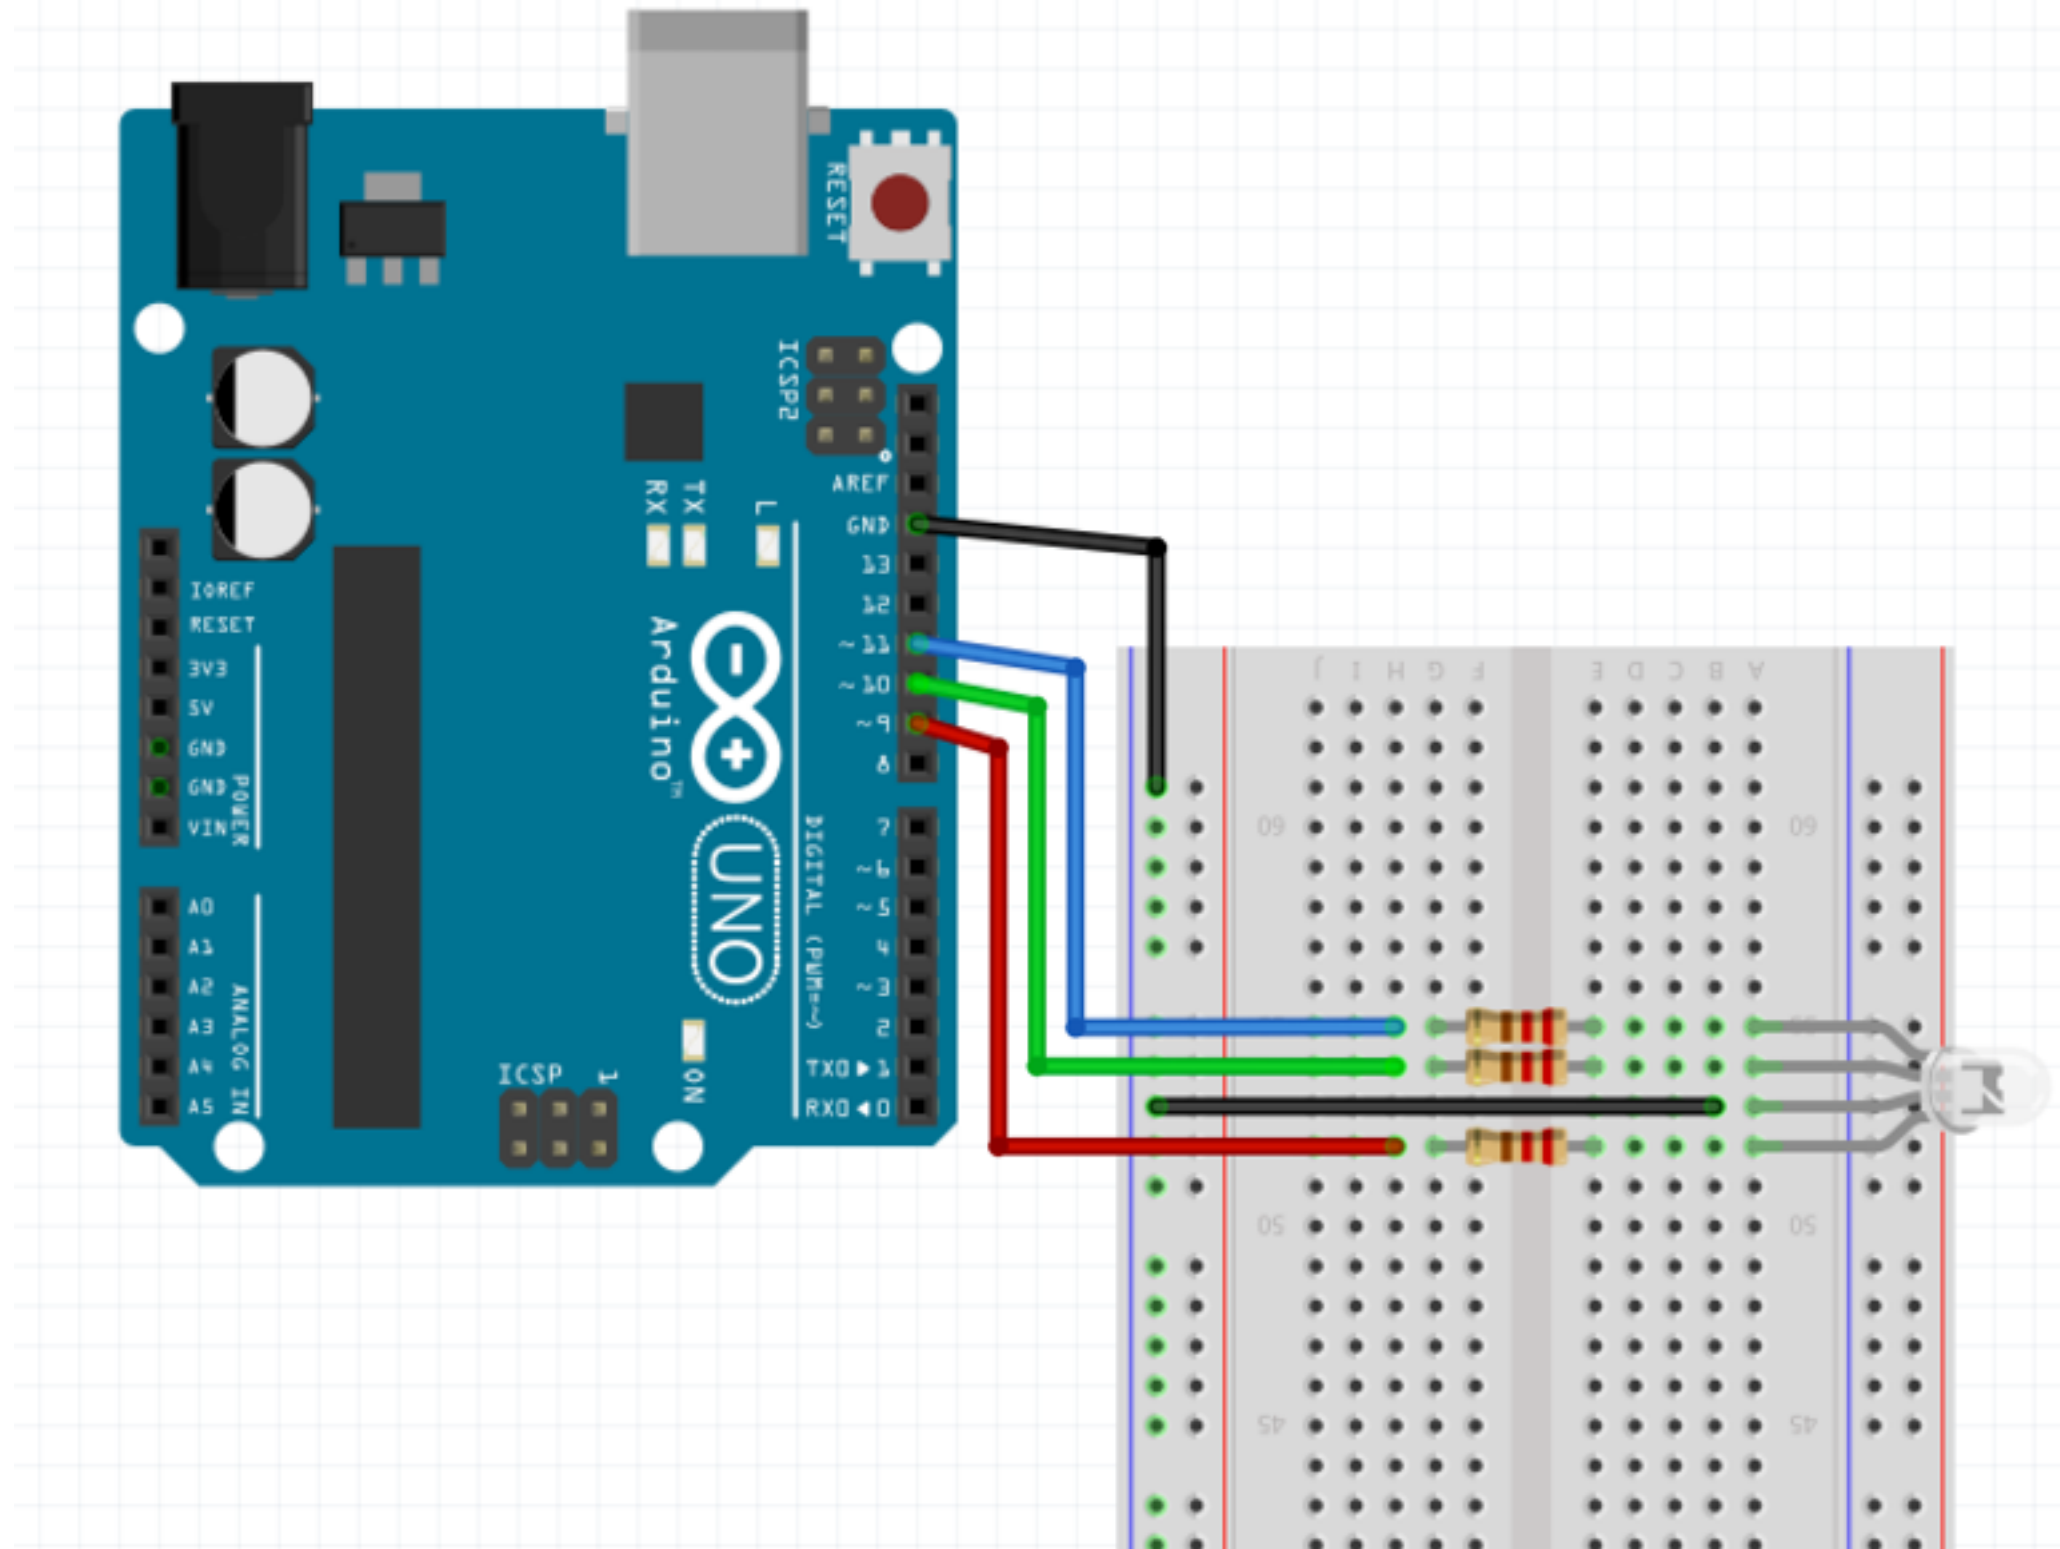 RESET
ICSP2
AREF
GND
RX
TX
L
13
12
IOREF
RESET
~11
3V3
~10
5V
~9
GND
8
GND
VIN
POWER
Arduino™
J I H G F E D C B A
7
60 60
~6
A0
~5
UNO
DIGITAL (PWM=~)
A1
4
A2
~3
A3
2
A4
TX0▶1
A5
RX0◀0
ANALOG IN
ICSP
1
ON
50 50
45 45